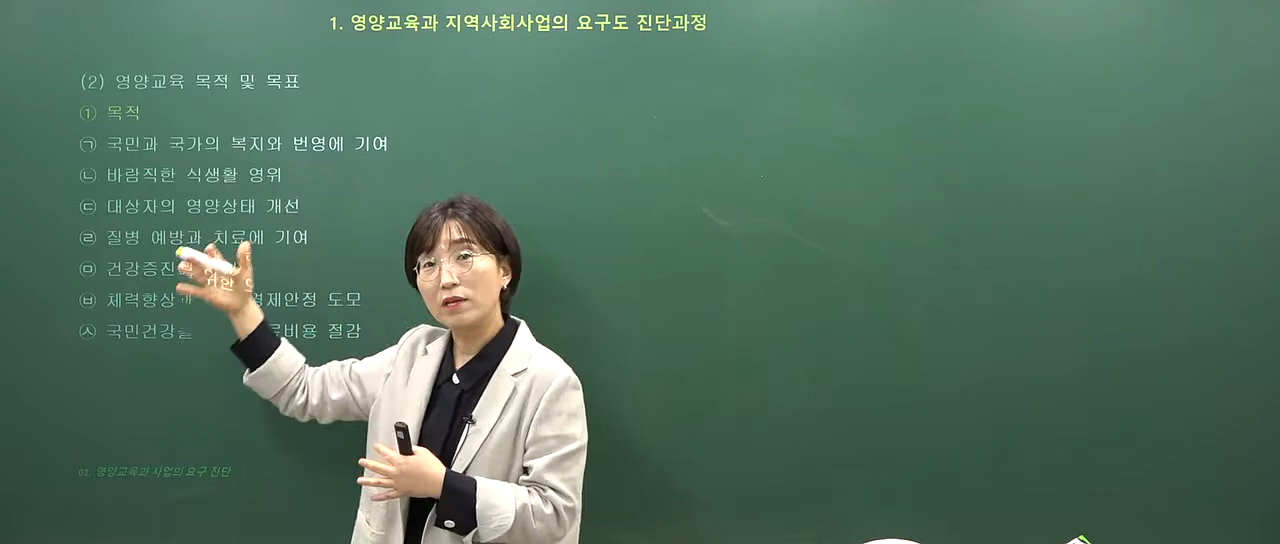 1. 영양교육과 지역사회사업의 요구도 진단과정
(2) 영양교육 목적 및 목표
① 목적
㉠ 국민과 국가의 복지와 번영에 기여
㉡ 바람직한 식생활 영위
㉢ 대상자의 영양상태 개선
㉣ 질병 예방과 치료에 기여
㉤ 건강증진
㉥ 체력향상 경제안정 도모
㉦ 국민건강을 비용 절감
01. 영양교육과 사업의 요구 진단